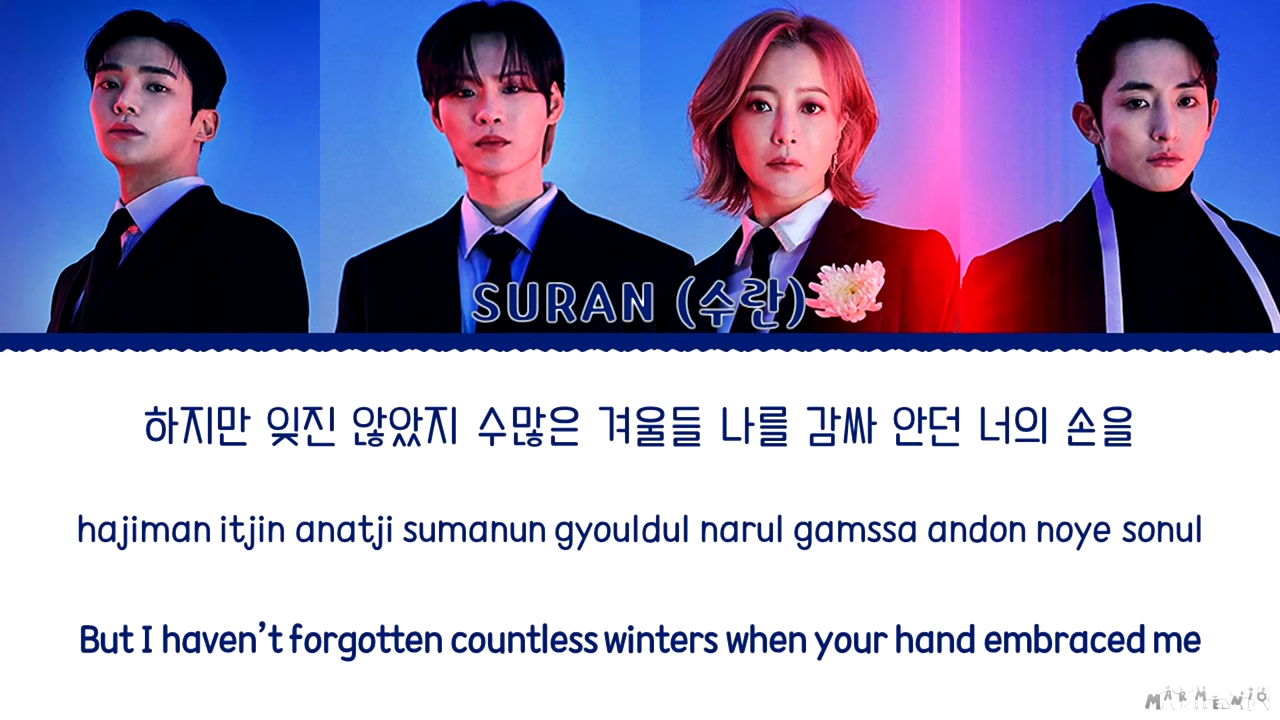 SURAN (수란)
하지만 잊진 않았지 수많은 겨울들 나를 감싸 안던 너의 손을
hajiman itjin anatji sumanun gyouldul narul gamssa andon noye sonul
But I haven't forgotten countless winters when your hand embraced me